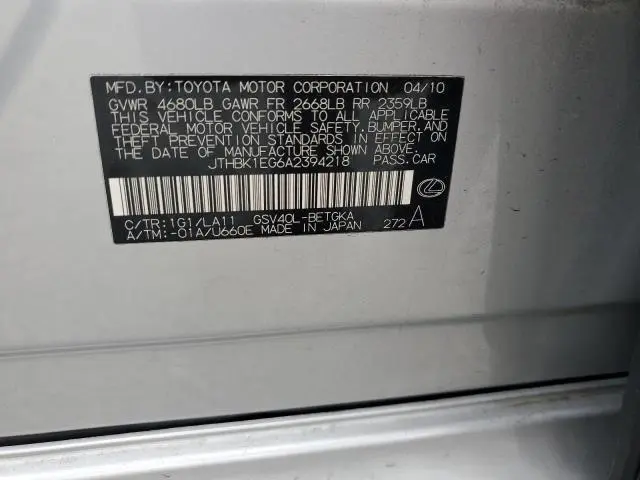 MFD.BY:TOYOTA MOTOR CORPORATION 04/10
GVWR 4680LB GAWR FR 2668LB RR 2359LB
THIS VEHICLE CONFORMS TO ALL APPLICABLE
FEDERAL MOTOR VEHICLE SAFETY,BUMPER,AND
THEFT PREVENTION STANDARDS IN EFFECT ON
THE DATE OF MANUFACTURE SHOWN ABOVE.
JTHBK1EG6A2394218 PASS.CAR
C/TR:1G1/LA11 GSV40L-BETGKA
A/TM:-01A/U660E MADE IN JAPAN 272A